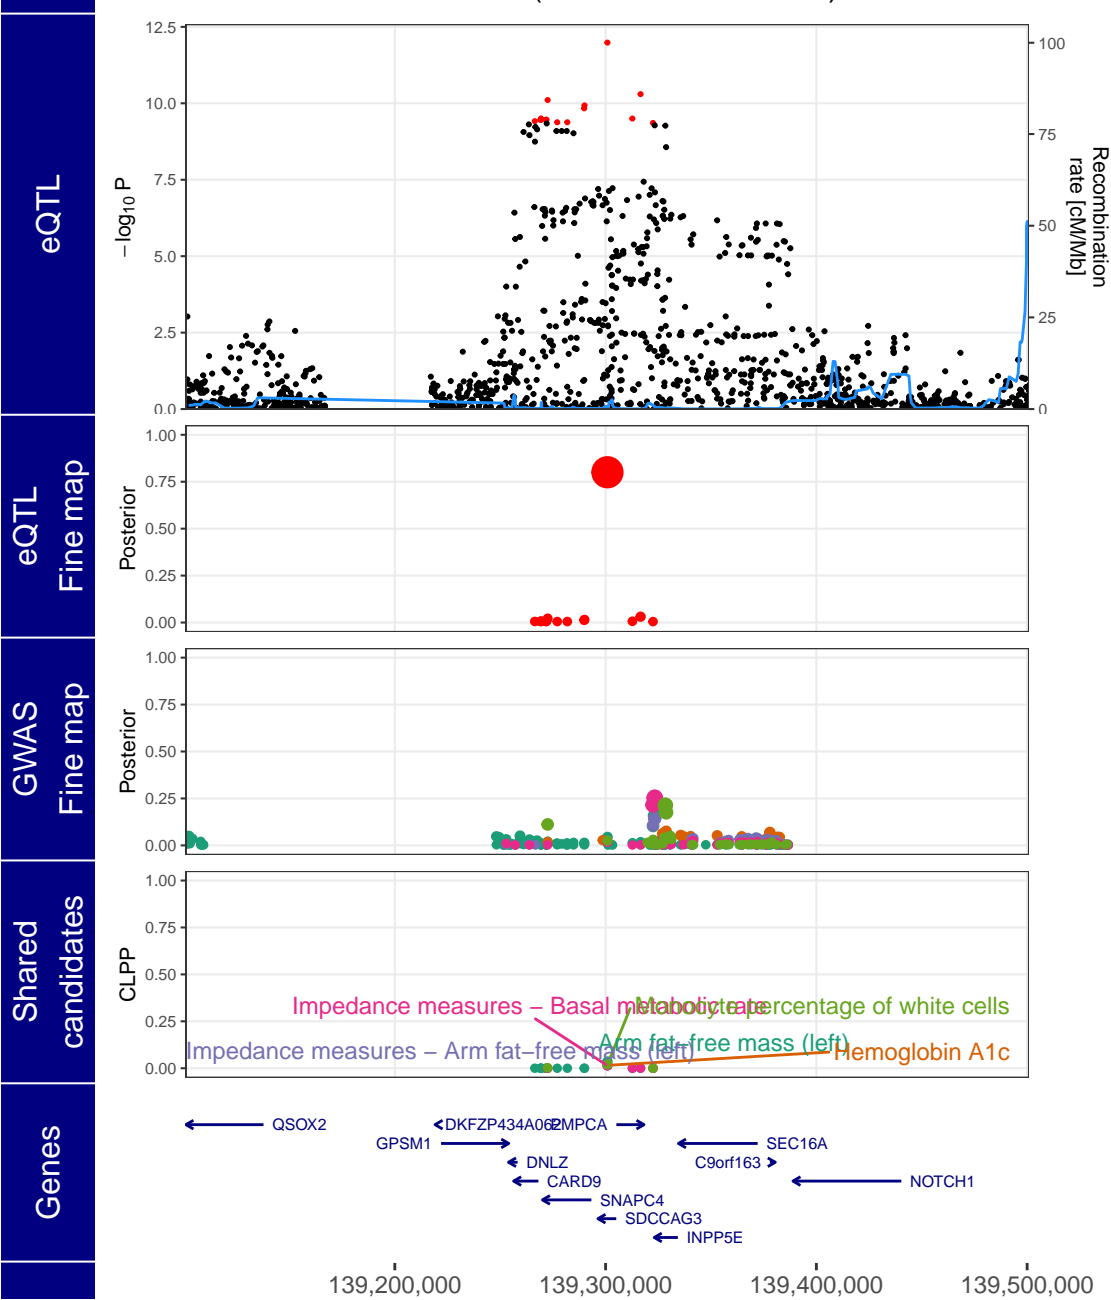 eQTL
12.5
10.0
7.5
5.0
2.5
0.0
−log10 P
100
75
50
25
0
Recombination
rate [cM/Mb]
eQTL
Fine map
1.00
0.75
0.50
0.25
0.00
Posterior
GWAS
Fine map
1.00
0.75
0.50
0.25
0.00
Posterior
Shared
candidates
1.00
0.75
0.50
0.25
0.00
CLPP
Impedance measures − Basal metabolic rate
Monocyte percentage of white cells
Arm fat−free mass (left)
Impedance measures − Arm fat−free mass (left)
Hemoglobin A1c
Genes
QSOX2
DKFZP434A062
PMPCA
GPSM1
SEC16A
DNLZ
C9orf163
CARD9
NOTCH1
SNAPC4
SDCCAG3
INPP5E
139,200,000
139,300,000
139,400,000
139,500,000